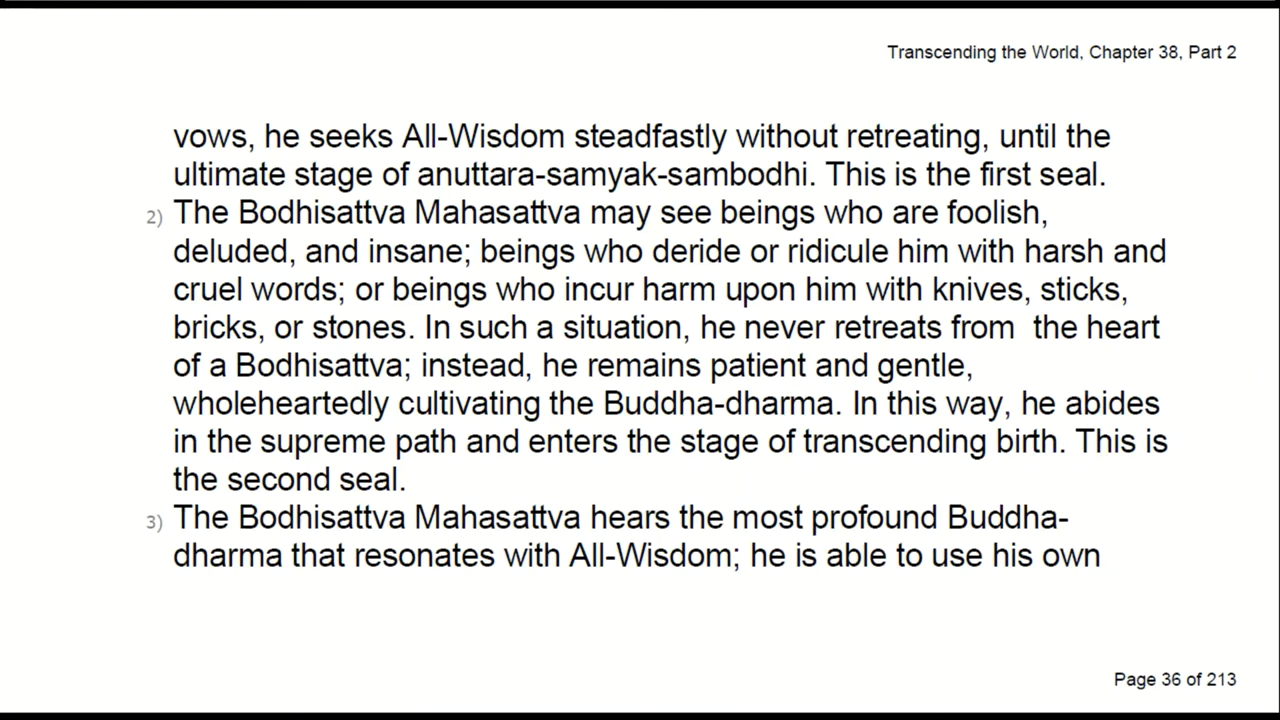 Transcending the World, Chapter 38, Part 2
vows, he seeks All-Wisdom steadfastly without retreating, until the
ultimate stage of anuttara-samyak-sambodhi. This is the first seal.
2) The Bodhisattva Mahasattva may see beings who are foolish,
deluded, and insane; beings who deride or ridicule him with harsh and
cruel words; or beings who incur harm upon him with knives, sticks,
bricks, or stones. In such a situation, he never retreats from  the heart
of a Bodhisattva; instead, he remains patient and gentle,
wholeheartedly cultivating the Buddha-dharma. In this way, he abides
in the supreme path and enters the stage of transcending birth. This is
the second seal.
3) The Bodhisattva Mahasattva hears the most profound Buddha-
dharma that resonates with All-Wisdom; he is able to use his own
Page 36 of 213